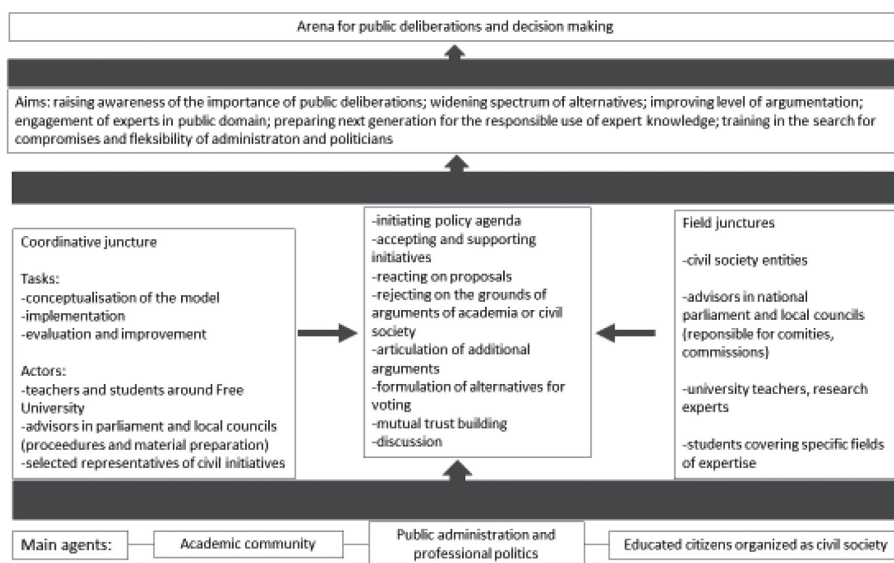 Arena for public deliberations and decision making
Aims: raising awareness of the importance of public deliberations; widening spectrum of alternatives; improving level of argumentation;
engagement of experts in public domain; preparing next generation for the responsible use of expert knowledge; training in the search for
compromises and fleksibility of administraton and politicians
Coordinative juncture
Tasks:
-conceptualisation of the model
-implementation
-evaluation and improvement
Actors:
-teachers and students around Free
University
-advisors in parliament and local councils
(proceedures and material preparation)
-selected representatives of civil initiatives
-initiating policy agenda
-accepting and supporting
initiatives
-reacting on proposals
-rejecting on the grounds of
arguments of academia or civil
society
-articulation of additional
arguments
-formulation of alternatives for
voting
-mutual trust building
-discussion
Field junctures
-civil society entities
-advisors in national
parliament and local councils
(reponsible for comities,
commissions)
-university teachers, research
experts
-students covering specific fields
of expertise
Main agents:
Academic community
Public administration and
professional politics
Educated citizens organized as civil society